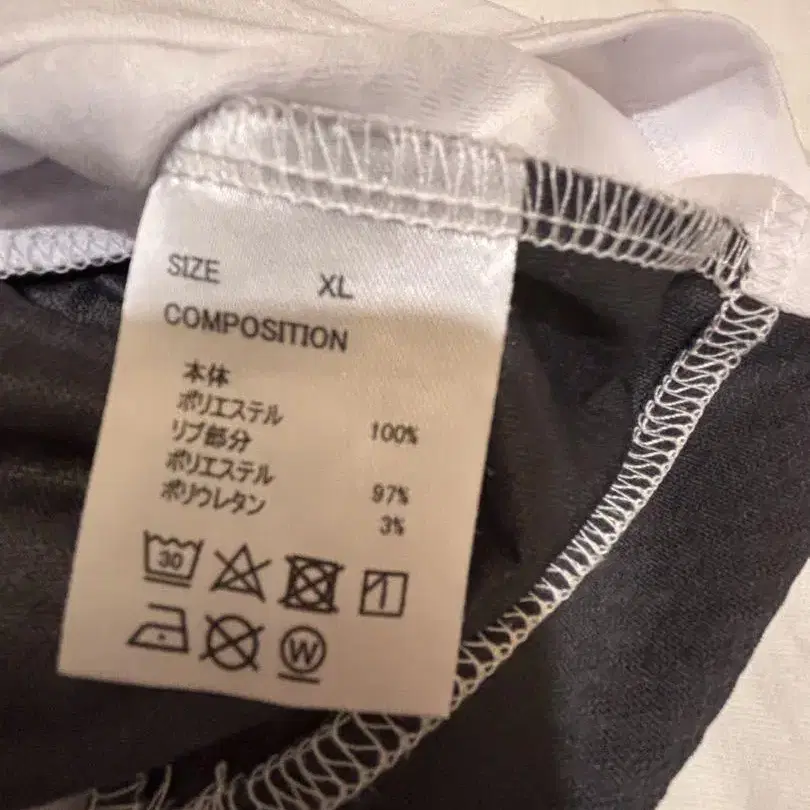 SIZE XL
COMPOSITION
本体
ポリエステル 100%
リブ部分
ポリエステル 97%
ポリウレタン 3%
30
W